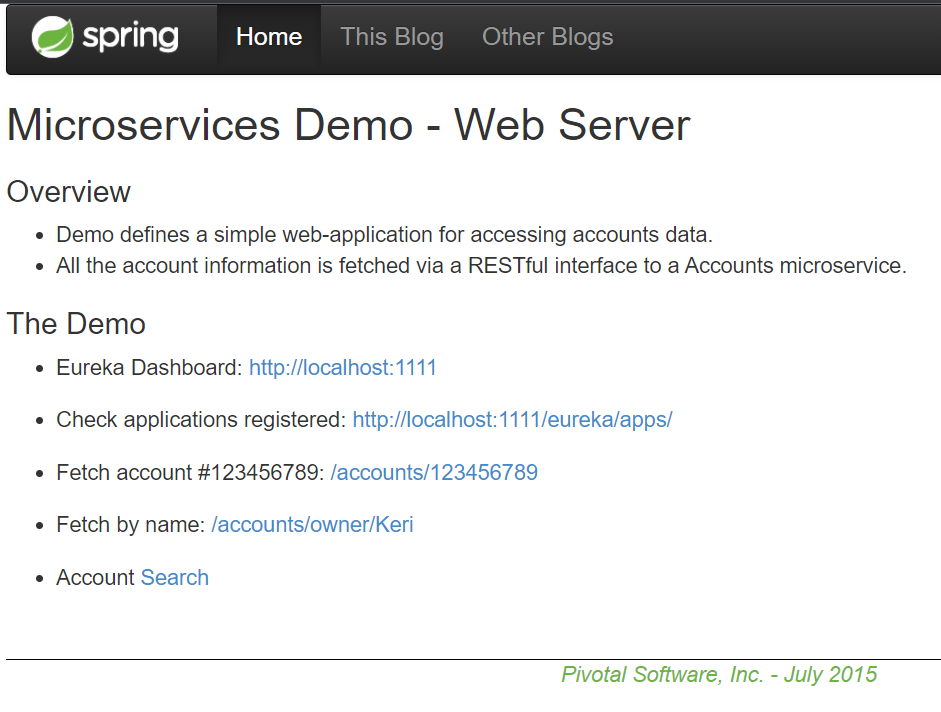 spring Home This Blog Other Blogs
Microservices Demo - Web Server
Overview
Demo defines a simple web-application for accessing accounts data.
All the account information is fetched via a RESTful interface to a Accounts microservice.
The Demo
Eureka Dashboard: http://localhost:1111
Check applications registered: http://localhost:1111/eureka/apps/
Fetch account #123456789: /accounts/123456789
Fetch by name: /accounts/owner/Keri
Account Search
Pivotal Software, Inc. - July 2015